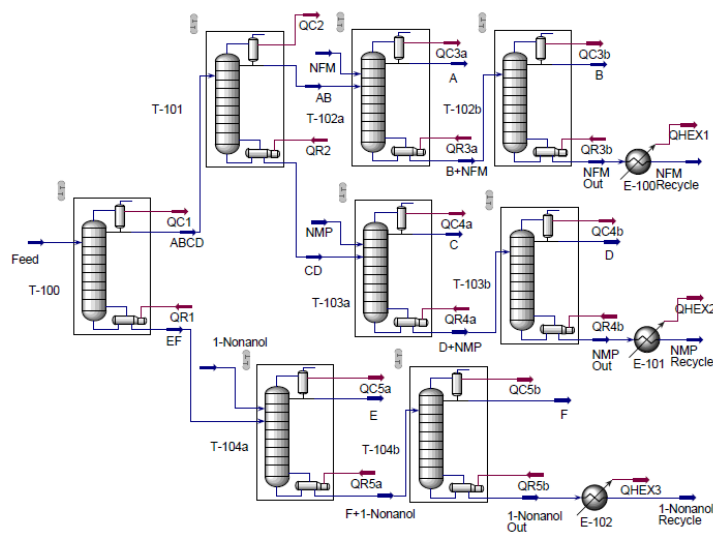 QC2
NFM
AB
T-101
T-102a
QR2
QC3a
A
T-102b
QR3a
B+NFM
QC3b
B
QR3b
NFM
Out
E-100
QHEX1
NFM
Recycle
Feed
T-100
QC1
ABCD
QR1
EF
NMP
CD
T-103a
QC4a
C
T-103b
QR4a
D+NMP
QC4b
D
QR4b
NMP
Out
E-101
QHEX2
NMP
Recycle
1-Nonanol
T-104a
QC5a
E
T-104b
QR5a
F+1-Nonanol
QC5b
F
QR5b
1-Nonanol
Out
E-102
QHEX3
1-Nonanol
Recycle